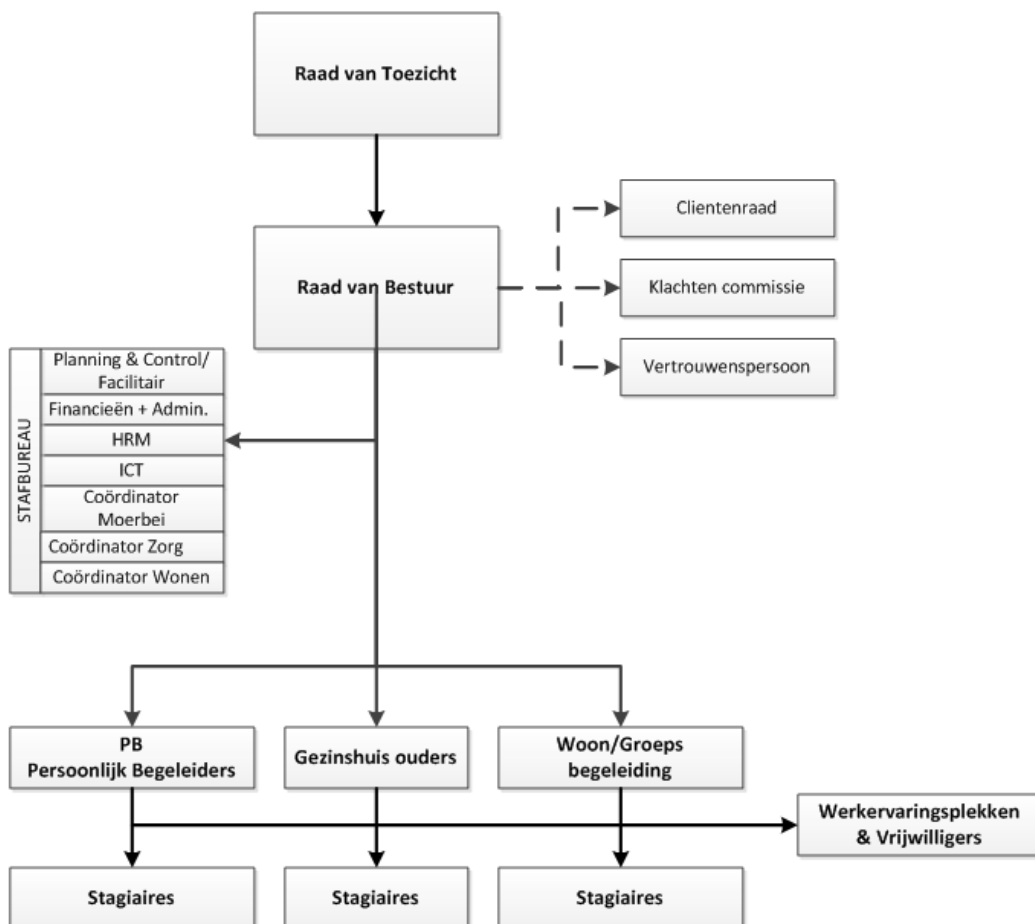 Raad van Toezicht
Raad van Bestuur
Clientenraad
Klachten commissie
Vertrouwenspersoon
STAFBUREAU
Planning & Control/
Facilitair
Financieën + Admin.
HRM
ICT
Coördinator
Moerbei
Coördinator Zorg
Coördinator Wonen
PB
Persoonlijk Begeleiders
Gezinshuis ouders
Woon/Groeps
begeleiding
Werkervaringsplekken
& Vrijwilligers
Stagiaires
Stagiaires
Stagiaires